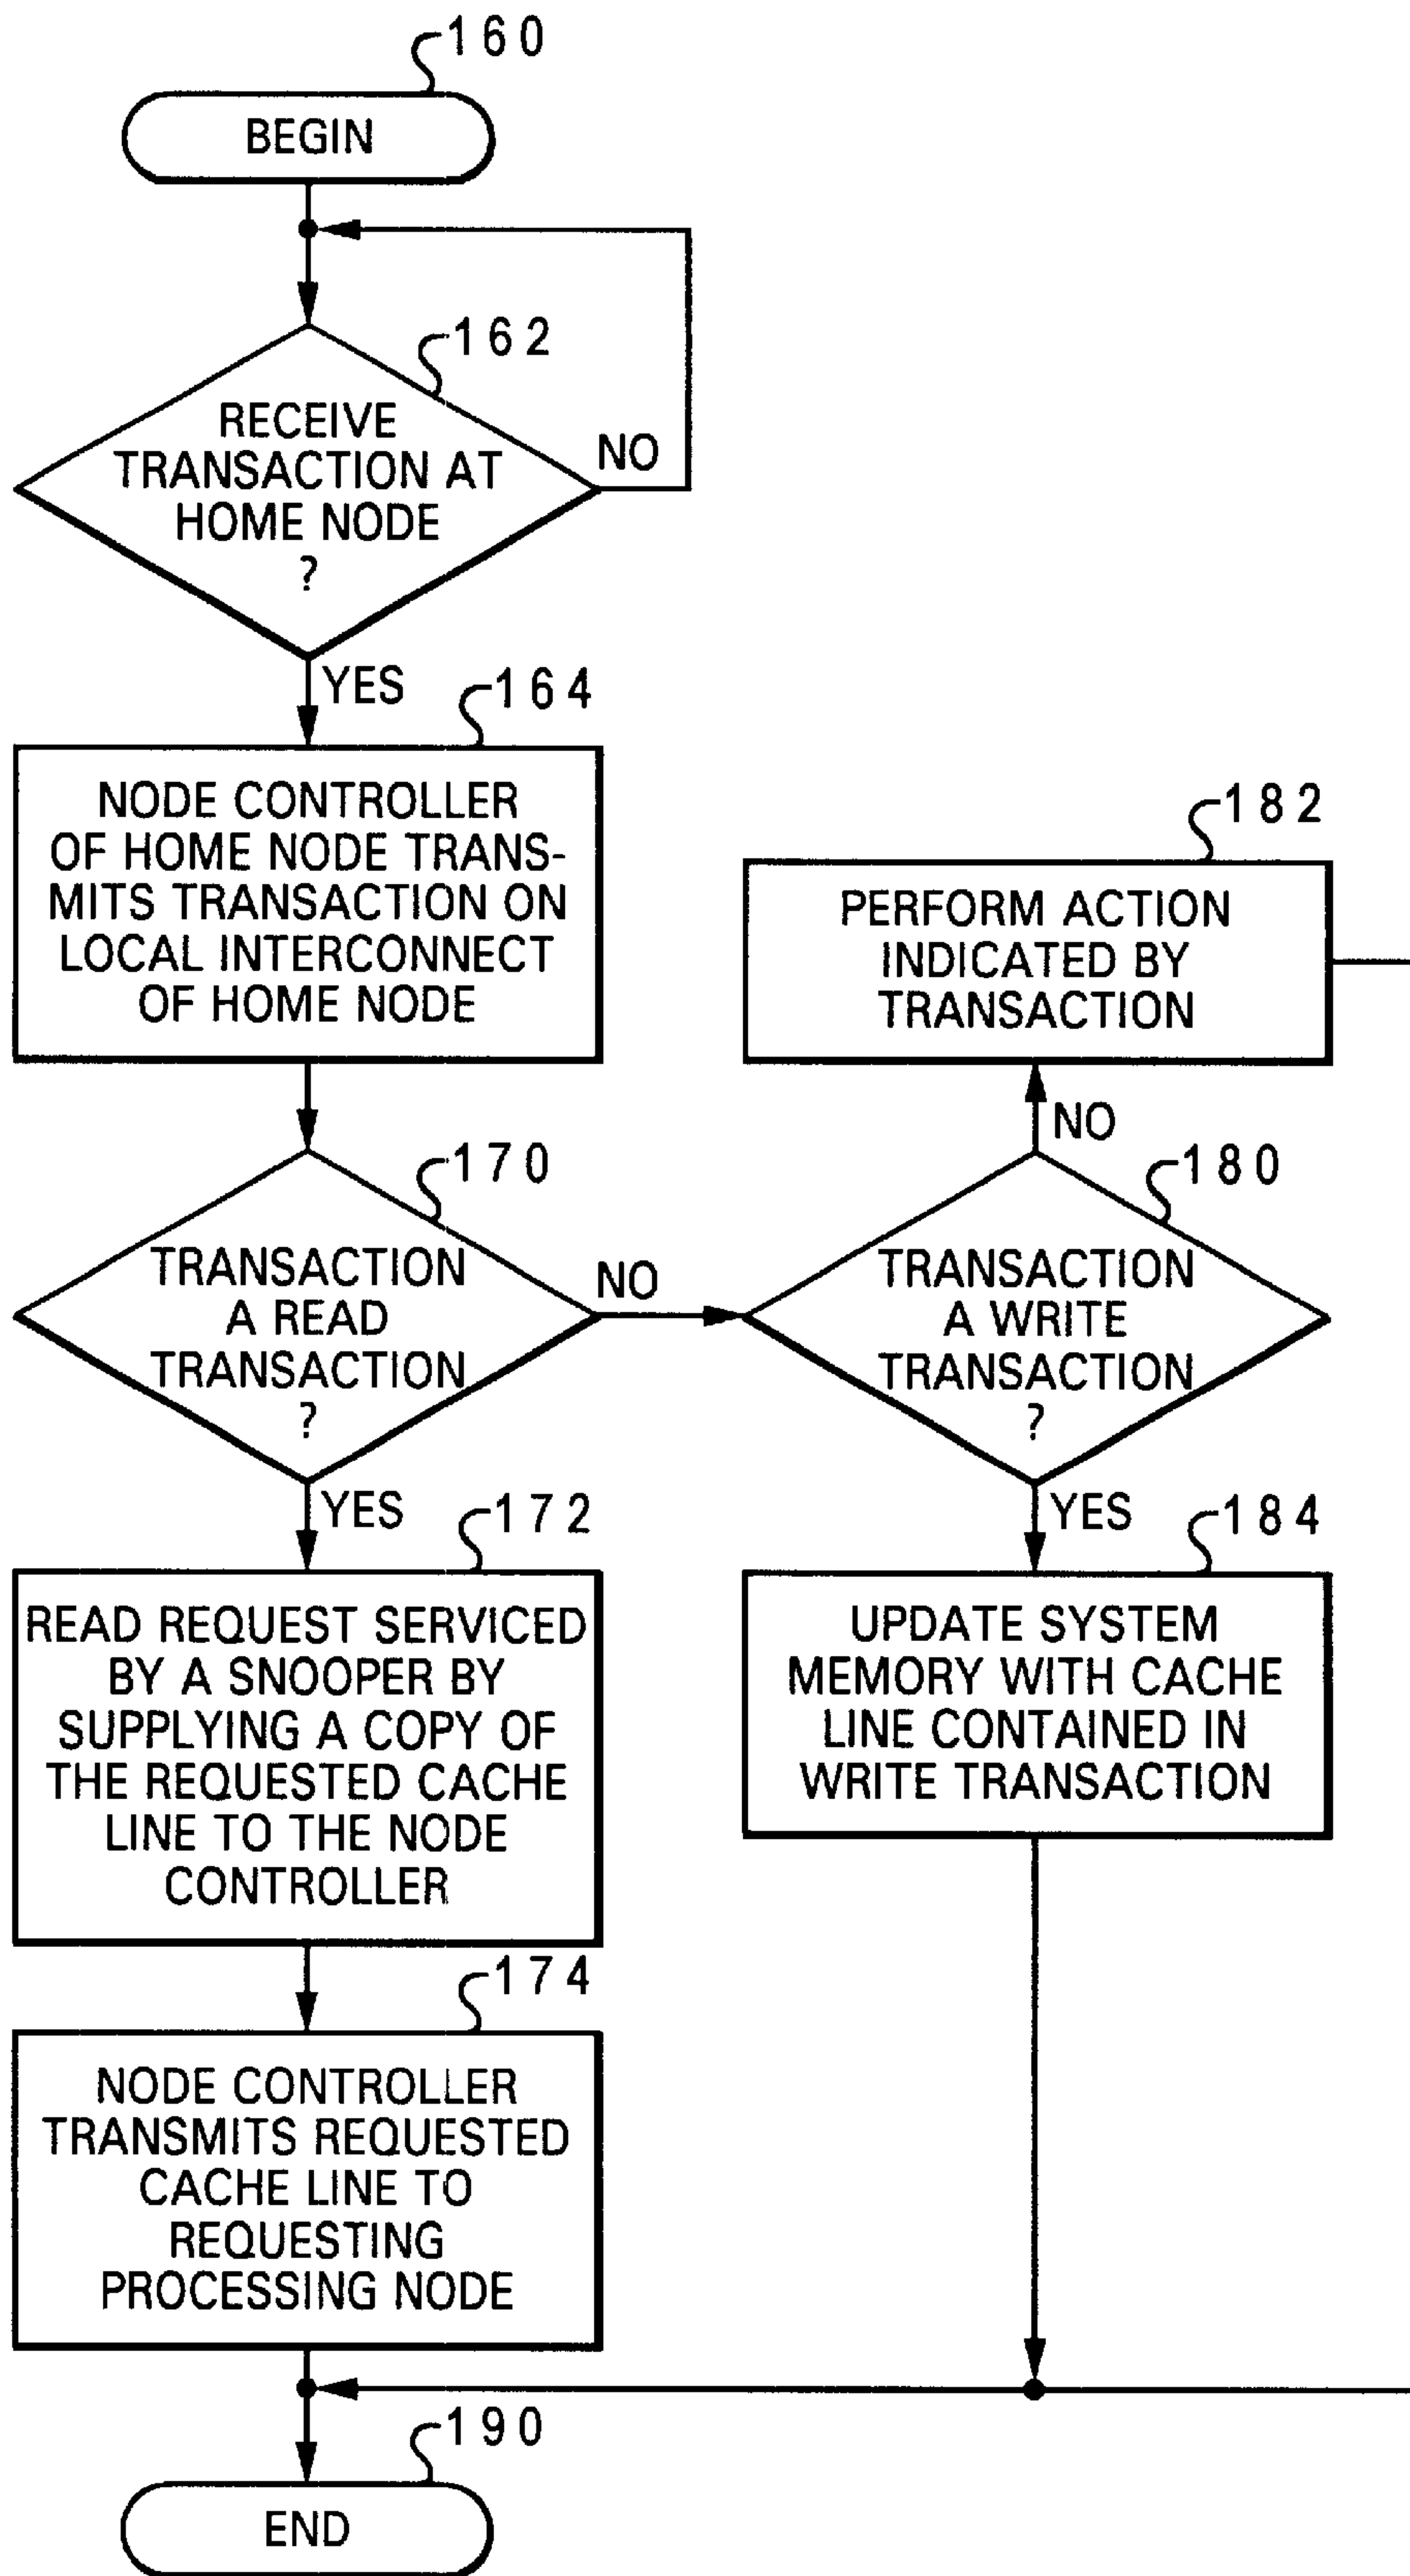 160
BEGIN
162
RECEIVE
TRANSACTION AT
HOME NODE
?
NO
YES
164
NODE CONTROLLER
OF HOME NODE TRANS-
MITS TRANSACTION ON
LOCAL INTERCONNECT
OF HOME NODE
170
TRANSACTION
A READ
TRANSACTION
?
NO
YES
172
READ REQUEST SERVICED
BY A SNOOPER BY
SUPPLYING A COPY OF
THE REQUESTED CACHE
LINE TO THE NODE
CONTROLLER
174
NODE CONTROLLER
TRANSMITS REQUESTED
CACHE LINE TO
REQUESTING
PROCESSING NODE
182
PERFORM ACTION
INDICATED BY
TRANSACTION
NO
180
TRANSACTION
A WRITE
TRANSACTION
?
YES
184
UPDATE SYSTEM
MEMORY WITH CACHE
LINE CONTAINED IN
WRITE TRANSACTION
190
END